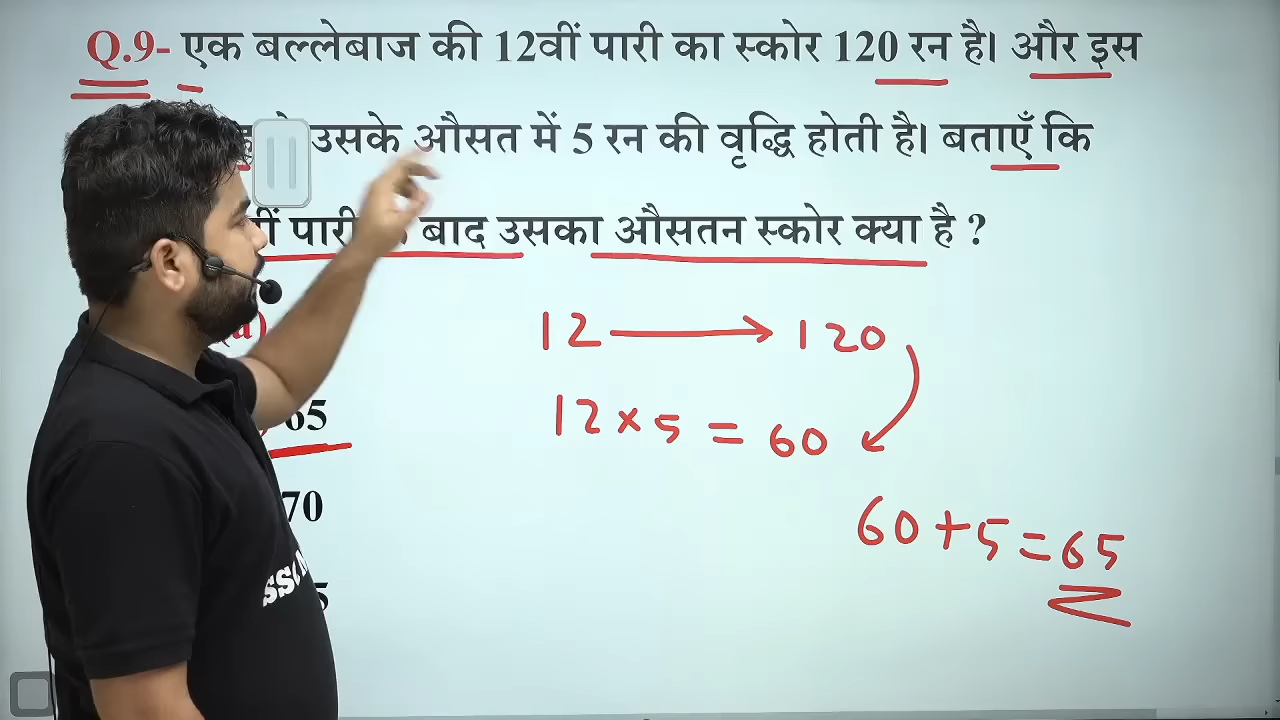 Q.9- एक बल्लेबाज की 12वीं पारी का स्कोर 120 रन है। और इस
उसके औसत में 5 रन की वृद्धि होती है। बताएँ कि
पारी बाद उसका औसतन स्कोर क्या है ?
12 → 120
12 × 5 = 60
65
70
60 + 5 = 65